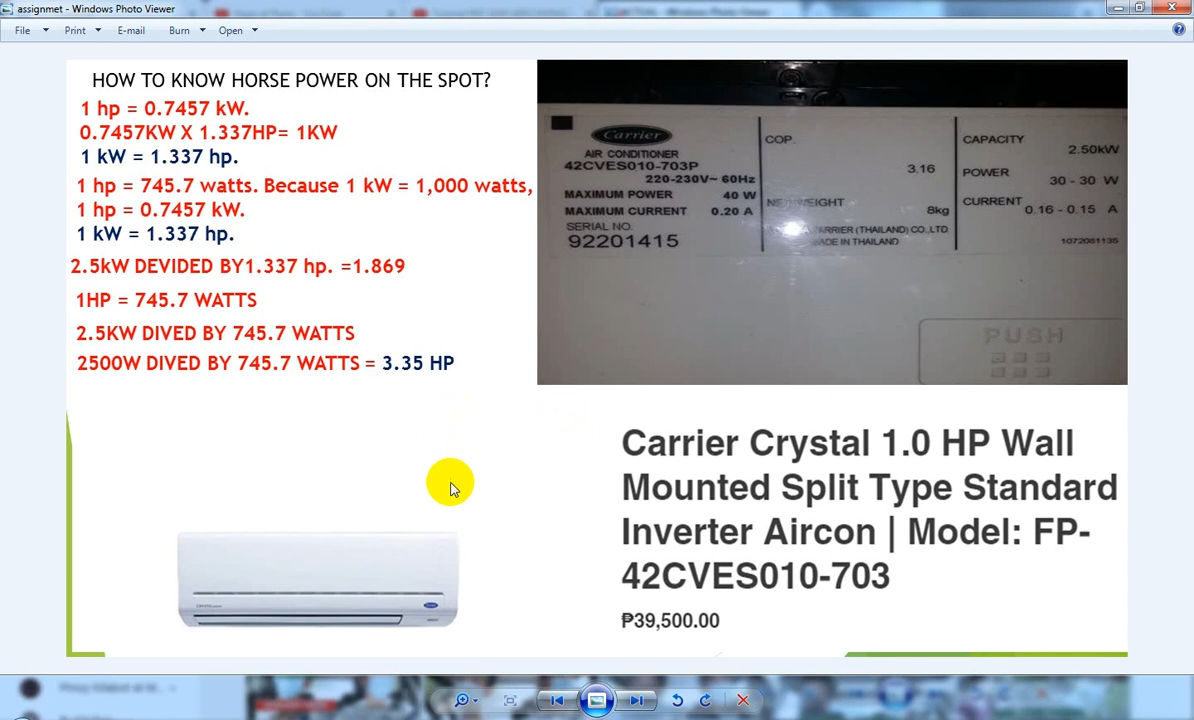 assignmet - Windows Photo Viewer
File Print E-mail Burn Open
HOW TO KNOW HORSE POWER ON THE SPOT?
1 hp = 0.7457 kW.
0.7457KW X 1.337HP= 1KW
1 kW = 1.337 hp.
1 hp = 745.7 watts. Because 1 kW = 1,000 watts,
1 hp = 0.7457 kW.
1 kW = 1.337 hp.
2.5kW DEVIDED BY1.337 hp. =1.869
1HP = 745.7 WATTS
2.5KW DIVED BY 745.7 WATTS
2500W DIVED BY 745.7 WATTS = 3.35 HP
Carrier
AIR CONDITIONER
42CVES010-703P
220-230V~ 60Hz
MAXIMUM POWER 40 W
MAXIMUM CURRENT 0.20 A
SERIAL NO.
92201415
COP.
3.16
NET WEIGHT
8kg
CARRIER (THAILAND) CO.,LTD.
MADE IN THAILAND
CAPACITY
2.50kW
POWER
30 - 30 W
CURRENT
0.16 - 0.15 A
1072081135
PUSH
Carrier Crystal 1.0 HP Wall
Mounted Split Type Standard
Inverter Aircon | Model: FP-
42CVES010-703
₱39,500.00